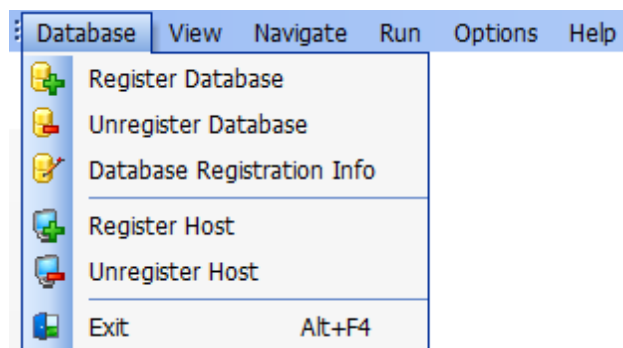 Database View Navigate Run Options Help
Register Database
Unregister Database
Database Registration Info
Register Host
Unregister Host
Exit Alt+F4